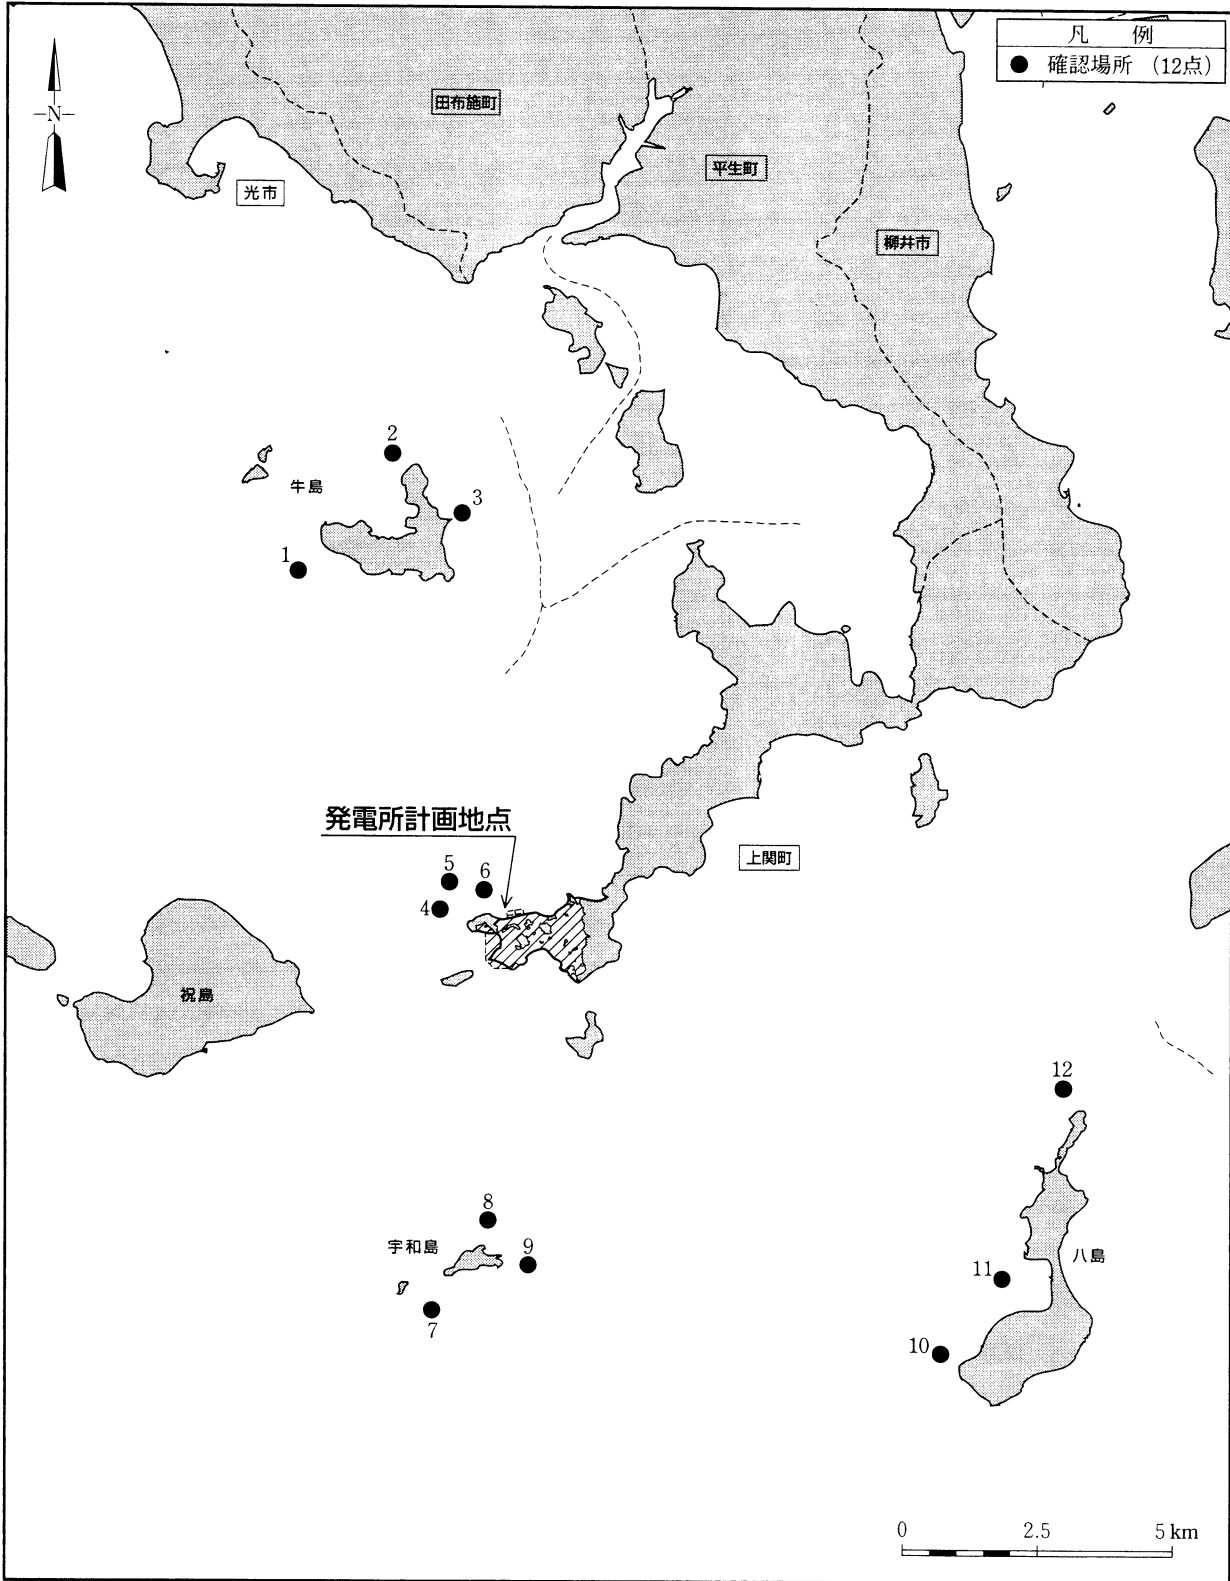 凡 例
● 確認場所 (12点)
N
田布施町
平生町
光市
柳井市
2
牛島
3
1
発電所計画地点
上関町
5
6
4
祝島
12
8
宇和島
9
八島
11
7
10
0 2.5 5 km